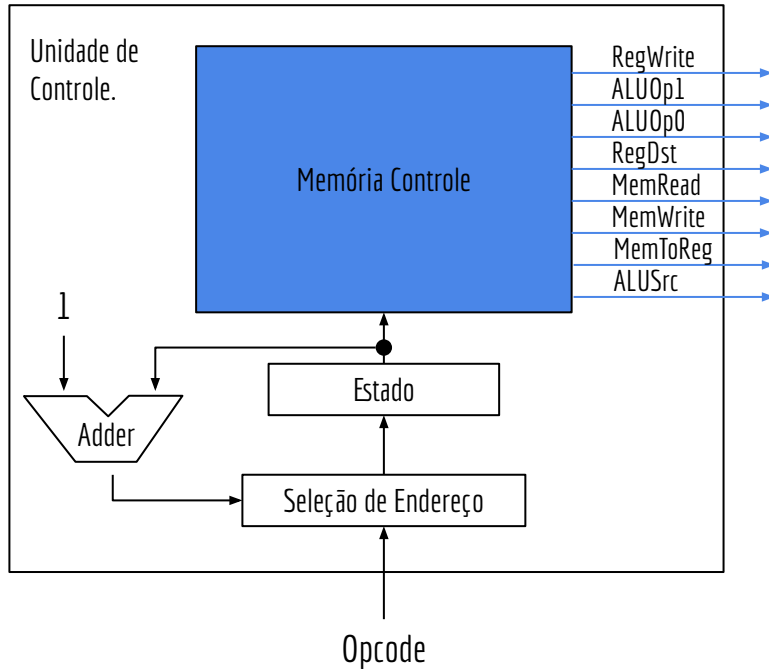 Unidade de
Controle.
Memória Controle
RegWrite
ALUOp1
ALUOp0
RegDst
MemRead
MemWrite
MemToReg
ALUSrc
1
Estado
Adder
Seleção de Endereço
Opcode